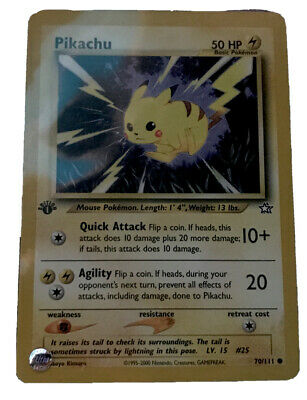 Pikachu
50 HP
Basic Pokémon
Mouse Pokémon. Length: 1' 4", Weight: 13 lbs.
Quick Attack Flip a coin. If heads, this
attack does 10 damage plus 20 more damage;
if tails, this attack does 10 damage.
10+
Agility Flip a coin. If heads, during your
opponent's next turn, prevent all effects of
attacks, including damage, done to Pikachu.
20
weakness
resistance
retreat cost
It raises its tail to check its surroundings. The tail is
sometimes struck by lightning in this pose. LV. 15 #25
Kimura
©1995-2000 Nintendo, Creatures, GAMEFREAK.
70/111